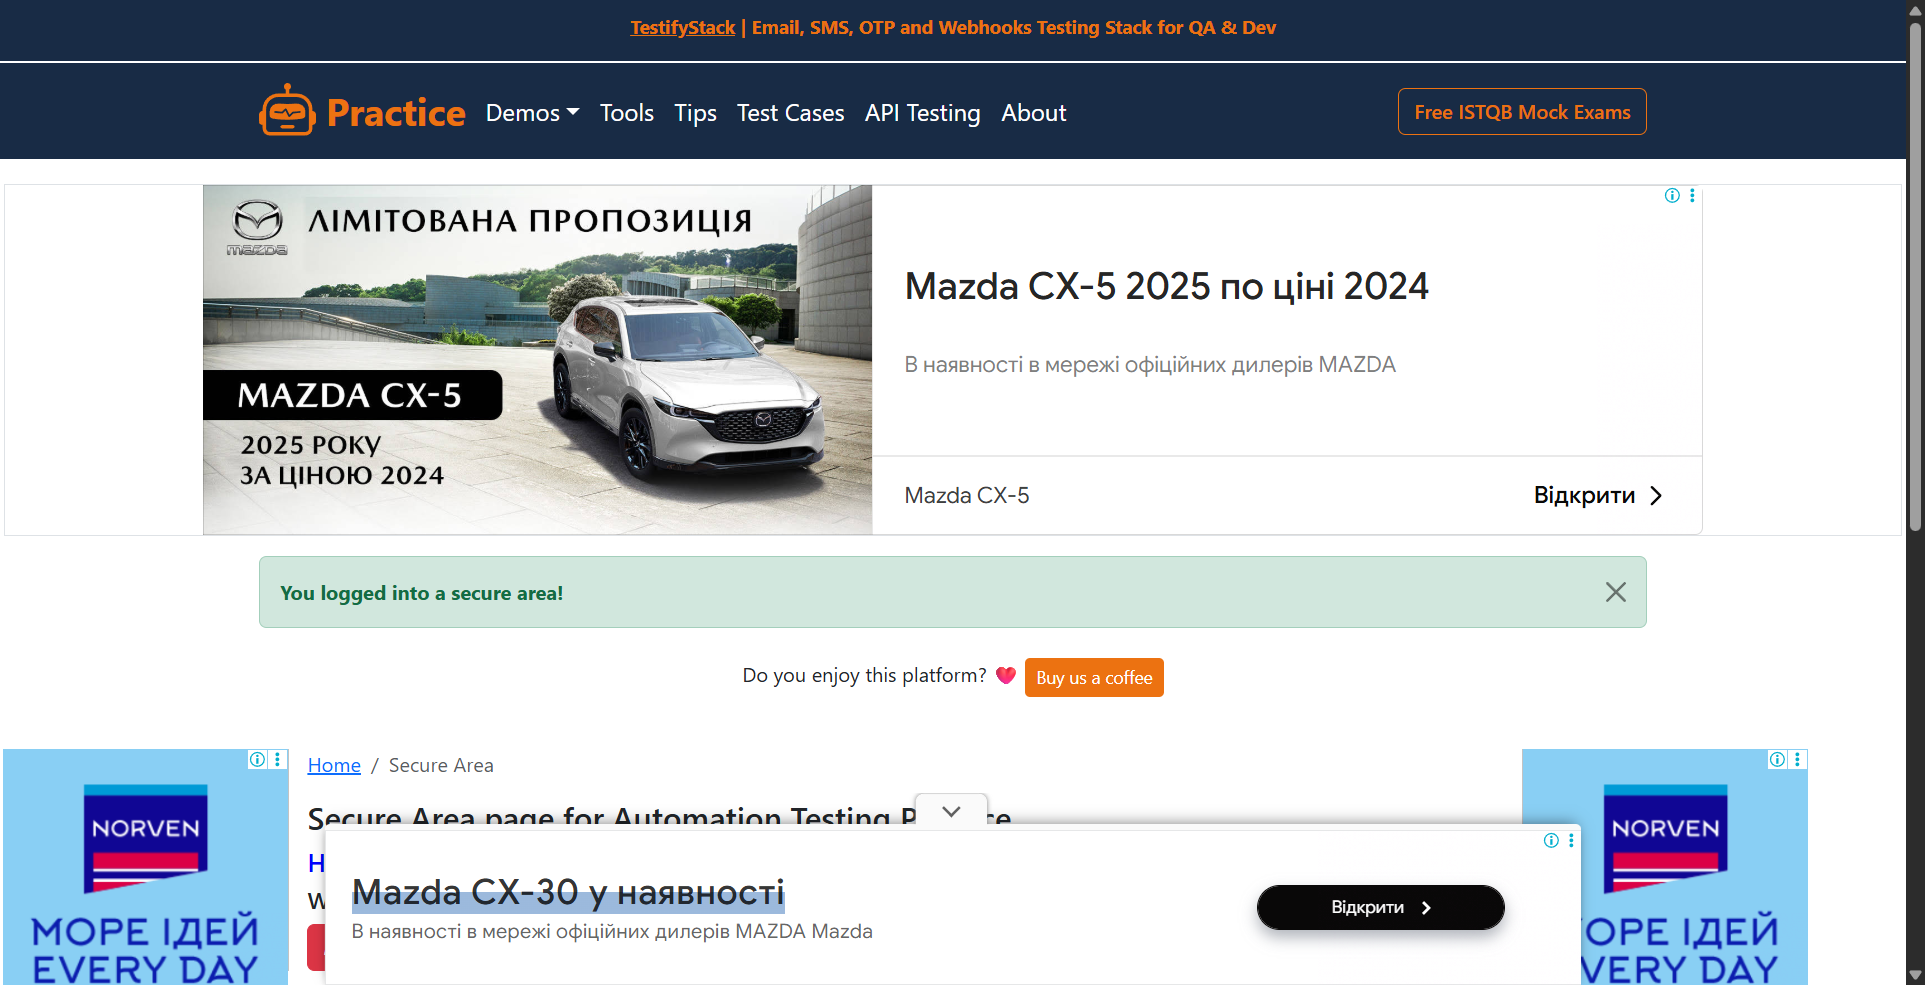 TestifyStack | Email, SMS, OTP and Webhooks Testing Stack for QA & Dev
Practice
Demos
Tools
Tips
Test Cases
API Testing
About
Free ISTQB Mock Exams
mazda
ЛІМІТОВАНА ПРОПОЗИЦІЯ
MAZDA CX-5
2025 РОКУ
ЗА ЦІНОЮ 2024
Mazda CX-5 2025 по ціні 2024
В наявності в мережі офіційних дилерів MAZDA
Mazda CX-5
Відкрити
You logged into a secure area!
Do you enjoy this platform?
Buy us a coffee
NORVEN
МОРЕ ІДЕЙ
EVERY DAY
Home / Secure Area
Secure Area page for Automation Testing P ce
H
W
Mazda CX-30 у наявності
В наявності в мережі офіційних дилерів MAZDA Mazda
Відкрити
NORVEN
ОРЕ ІДЕЙ
VERY DAY